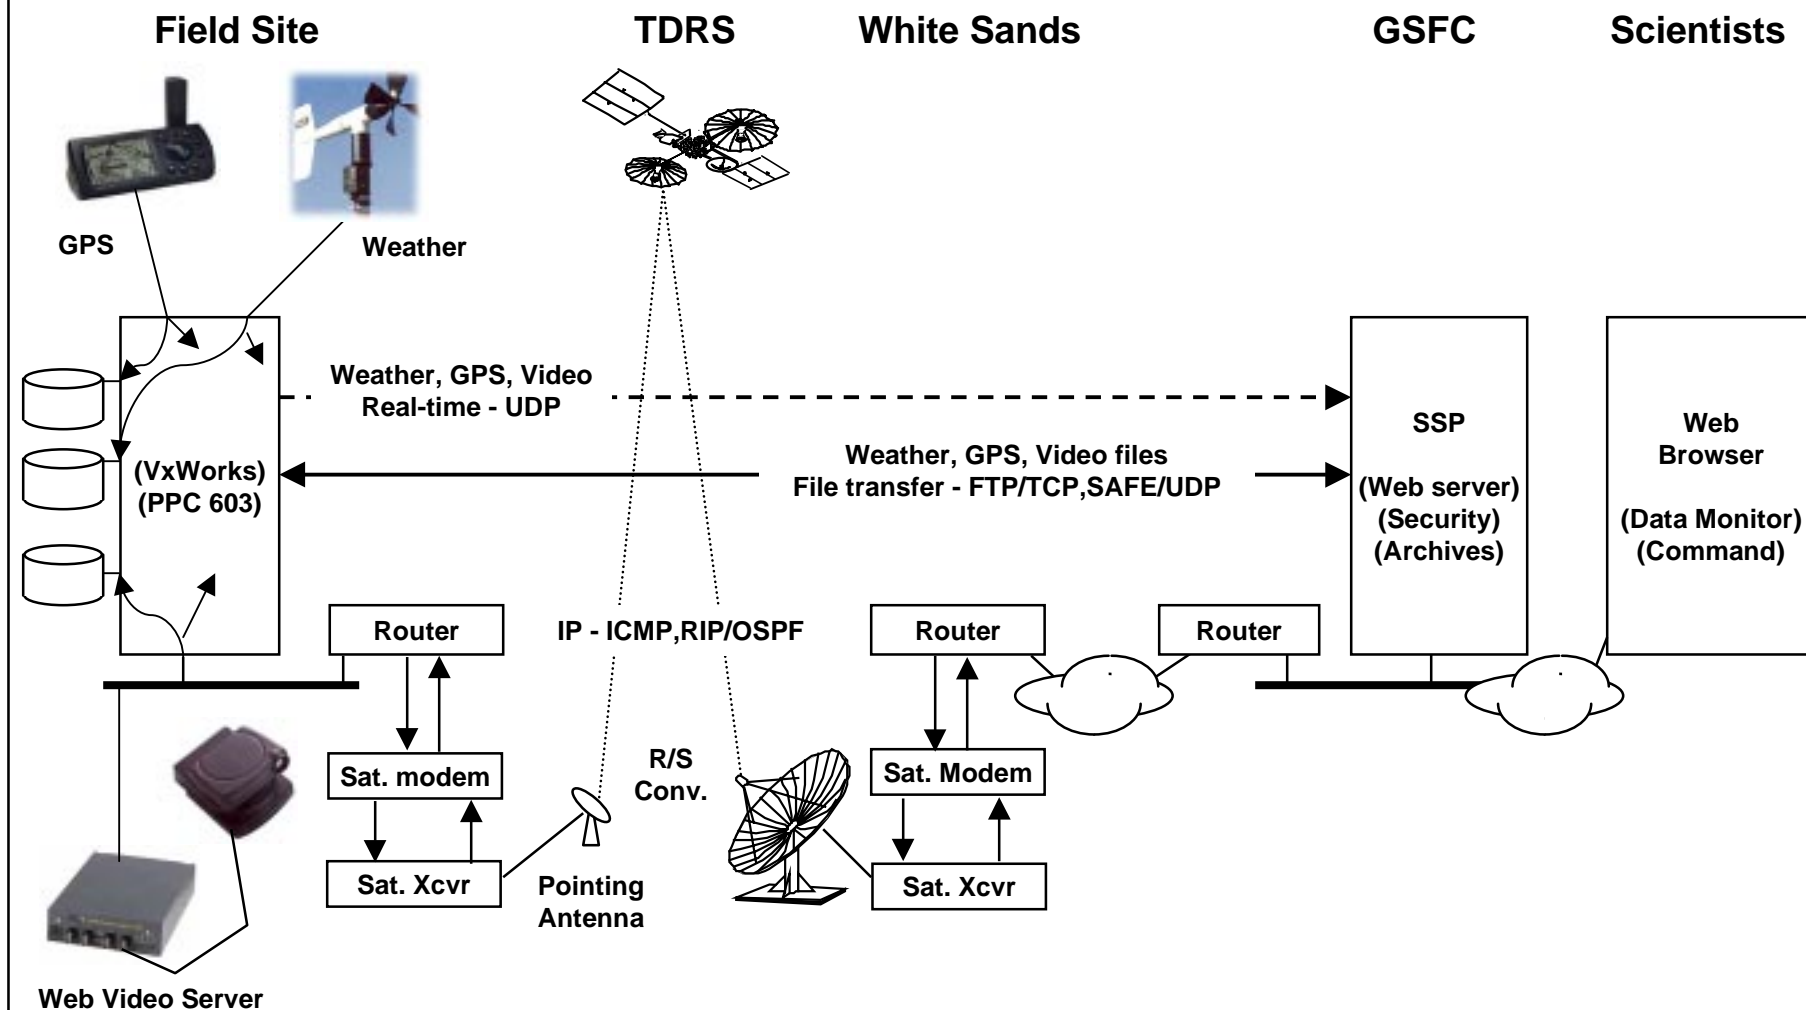 Field Site
TDRS
White Sands
GSFC
Scientists
GPS
Weather
Weather, GPS, Video
Real-time - UDP
(VxWorks)
(PPC 603)
Weather, GPS, Video files
File transfer - FTP/TCP,SAFE/UDP
SSP
(Web server)
(Security)
(Archives)
Web
Browser
(Data Monitor)
(Command)
Router
IP - ICMP,RIP/OSPF
Router
Router
Sat. modem
R/S
Conv.
Sat. Modem
Sat. Xcvr
Pointing
Antenna
Sat. Xcvr
Web Video Server